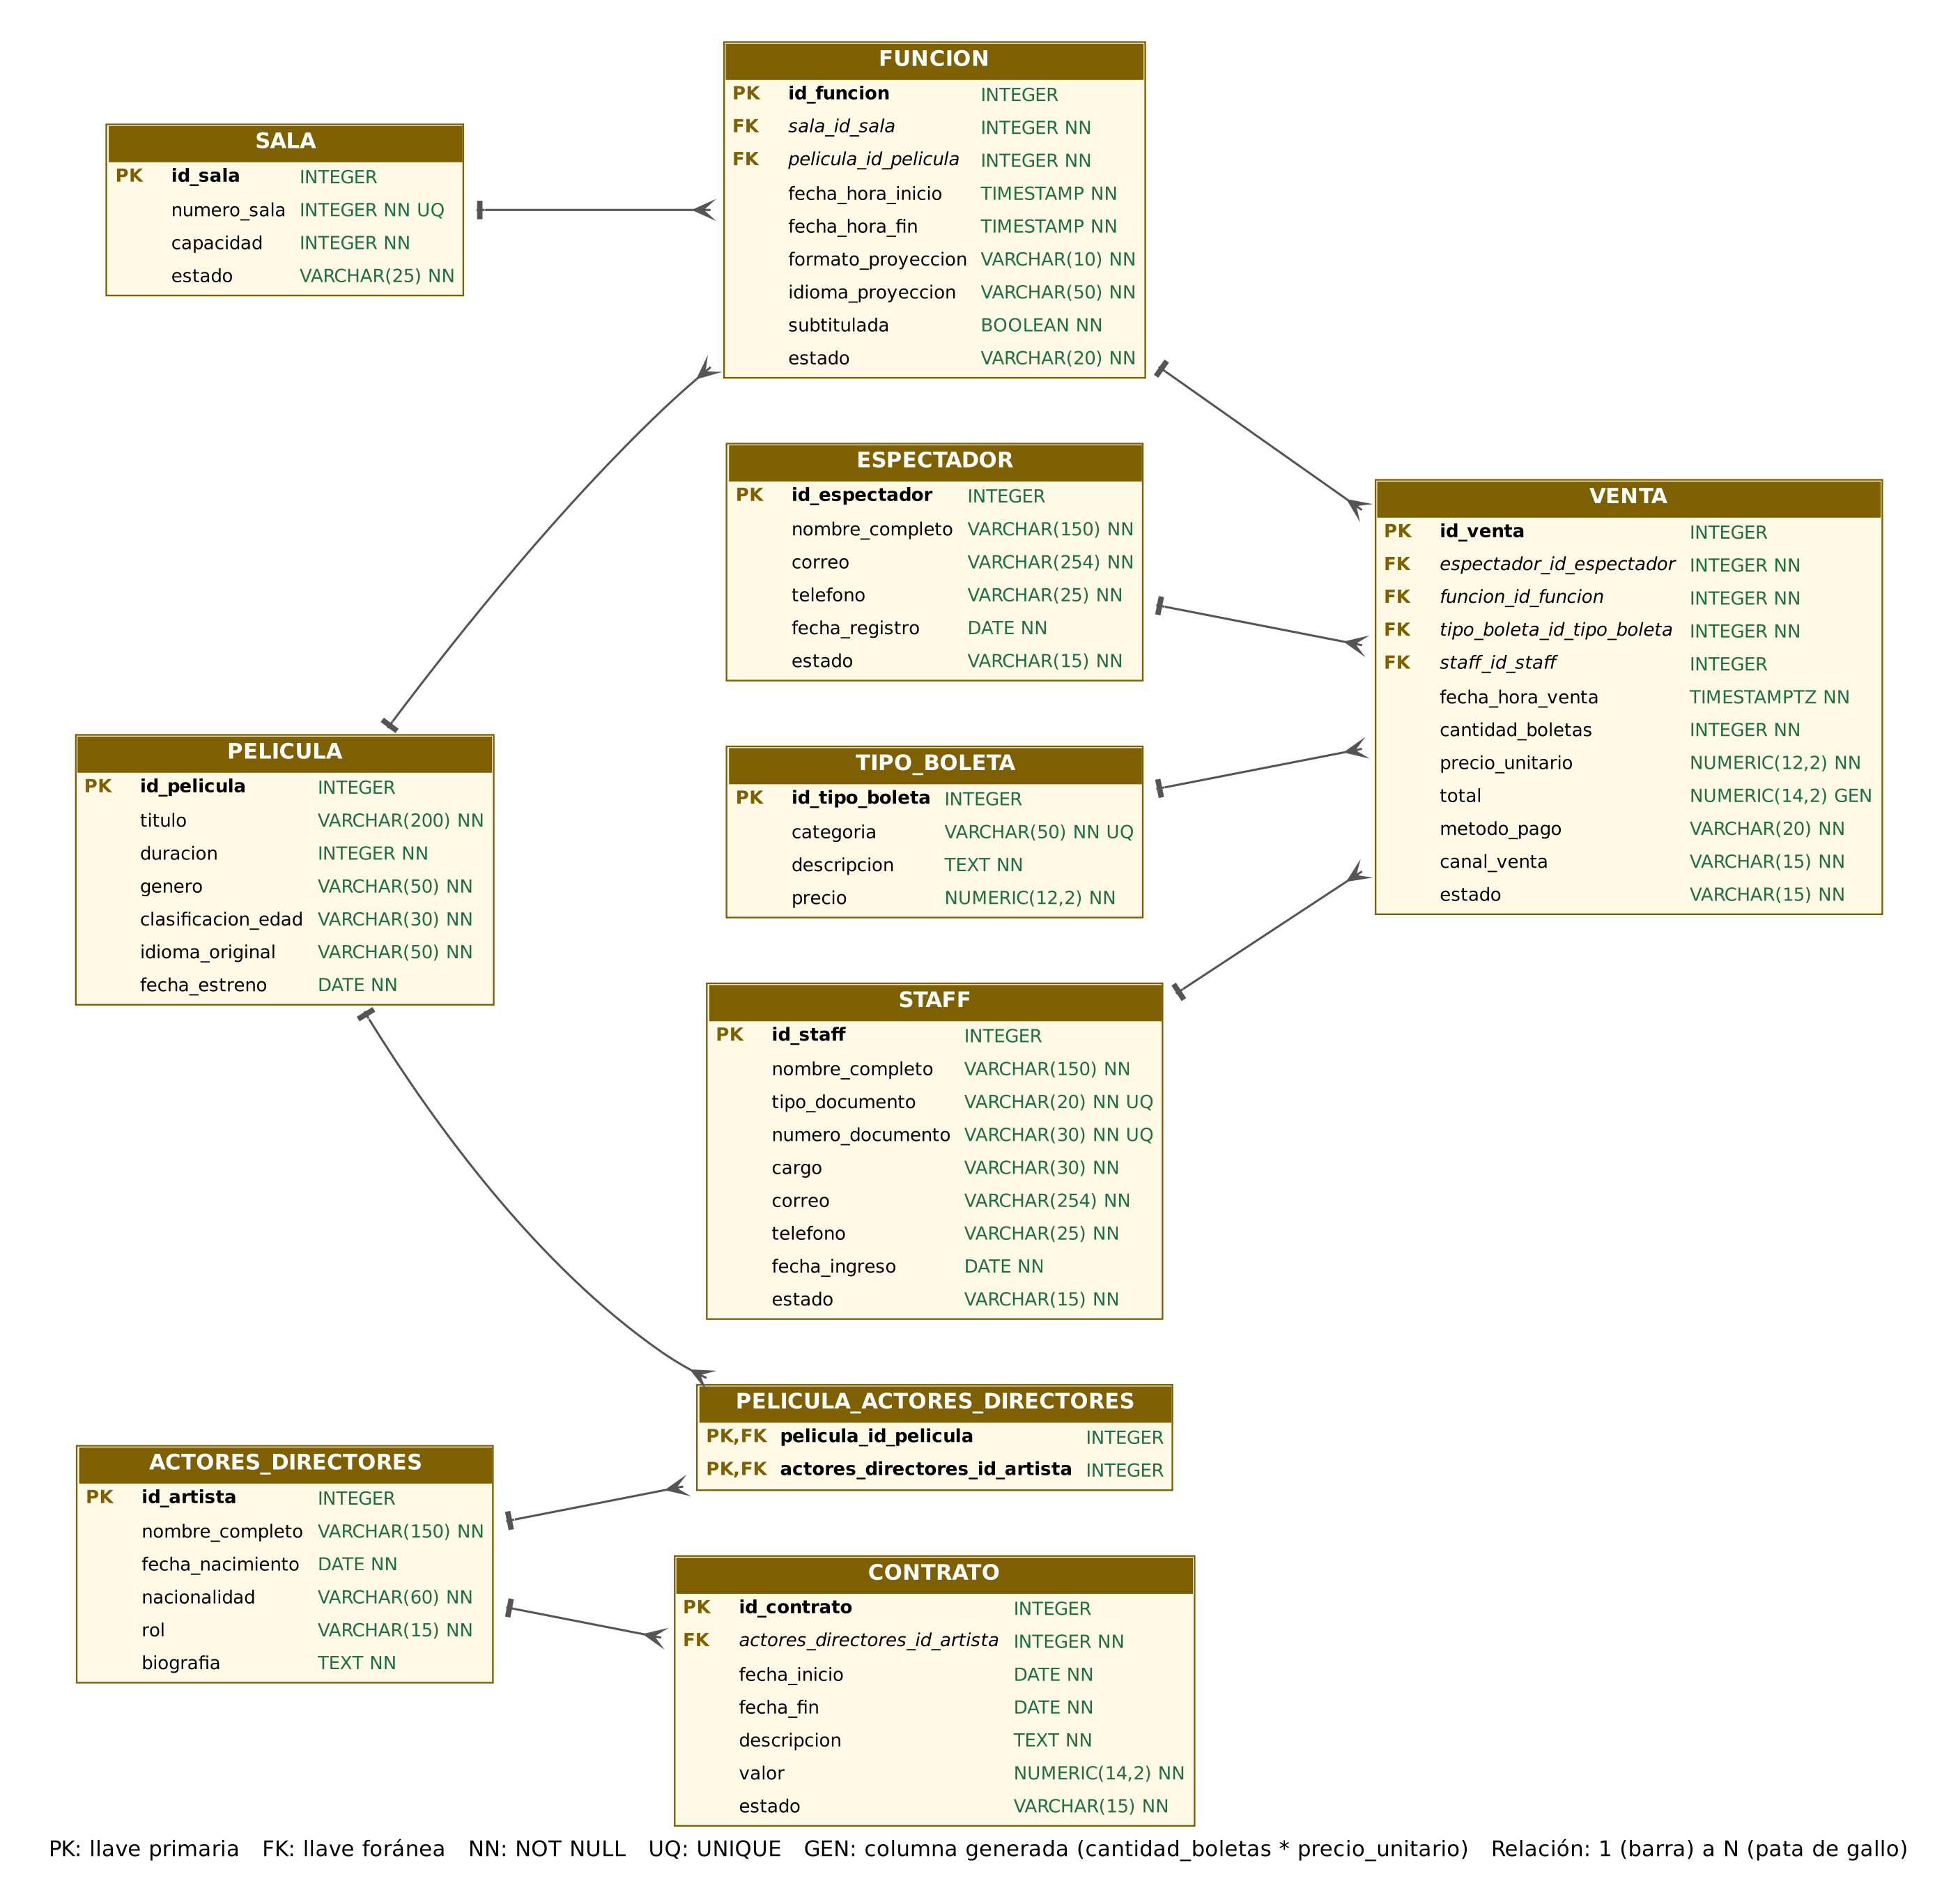 FUNCION
PK id_funcion INTEGER
FK sala_id_sala INTEGER NN
FK pelicula_id_pelicula INTEGER NN
fecha_hora_inicio TIMESTAMP NN
fecha_hora_fin TIMESTAMP NN
formato_proyeccion VARCHAR(10) NN
idioma_proyeccion VARCHAR(50) NN
subtitulada BOOLEAN NN
estado VARCHAR(20) NN
SALA
PK id_sala INTEGER
numero_sala INTEGER NN UQ
capacidad INTEGER NN
estado VARCHAR(25) NN
ESPECTADOR
PK id_espectador INTEGER
nombre_completo VARCHAR(150) NN
correo VARCHAR(254) NN
telefono VARCHAR(25) NN
fecha_registro DATE NN
estado VARCHAR(15) NN
VENTA
PK id_venta INTEGER
FK espectador_id_espectador INTEGER NN
FK funcion_id_funcion INTEGER NN
FK tipo_boleta_id_tipo_boleta INTEGER NN
FK staff_id_staff INTEGER
fecha_hora_venta TIMESTAMPTZ NN
cantidad_boletas INTEGER NN
precio_unitario NUMERIC(12,2) NN
total NUMERIC(14,2) GEN
metodo_pago VARCHAR(20) NN
canal_venta VARCHAR(15) NN
estado VARCHAR(15) NN
PELICULA
PK id_pelicula INTEGER
titulo VARCHAR(200) NN
duracion INTEGER NN
genero VARCHAR(50) NN
clasificacion_edad VARCHAR(30) NN
idioma_original VARCHAR(50) NN
fecha_estreno DATE NN
TIPO_BOLETA
PK id_tipo_boleta INTEGER
categoria VARCHAR(50) NN UQ
descripcion TEXT NN
precio NUMERIC(12,2) NN
STAFF
PK id_staff INTEGER
nombre_completo VARCHAR(150) NN
tipo_documento VARCHAR(20) NN UQ
numero_documento VARCHAR(30) NN UQ
cargo VARCHAR(30) NN
correo VARCHAR(254) NN
telefono VARCHAR(25) NN
fecha_ingreso DATE NN
estado VARCHAR(15) NN
PELICULA_ACTORES_DIRECTORES
PK,FK pelicula_id_pelicula INTEGER
PK,FK actores_directores_id_artista INTEGER
ACTORES_DIRECTORES
PK id_artista INTEGER
nombre_completo VARCHAR(150) NN
fecha_nacimiento DATE NN
nacionalidad VARCHAR(60) NN
rol VARCHAR(15) NN
biografia TEXT NN
CONTRATO
PK id_contrato INTEGER
FK actores_directores_id_artista INTEGER NN
fecha_inicio DATE NN
fecha_fin DATE NN
descripcion TEXT NN
valor NUMERIC(14,2) NN
estado VARCHAR(15) NN
PK: llave primaria FK: llave foránea NN: NOT NULL UQ: UNIQUE GEN: columna generada (cantidad_boletas * precio_unitario) Relación: 1 (barra) a N (pata de gallo)